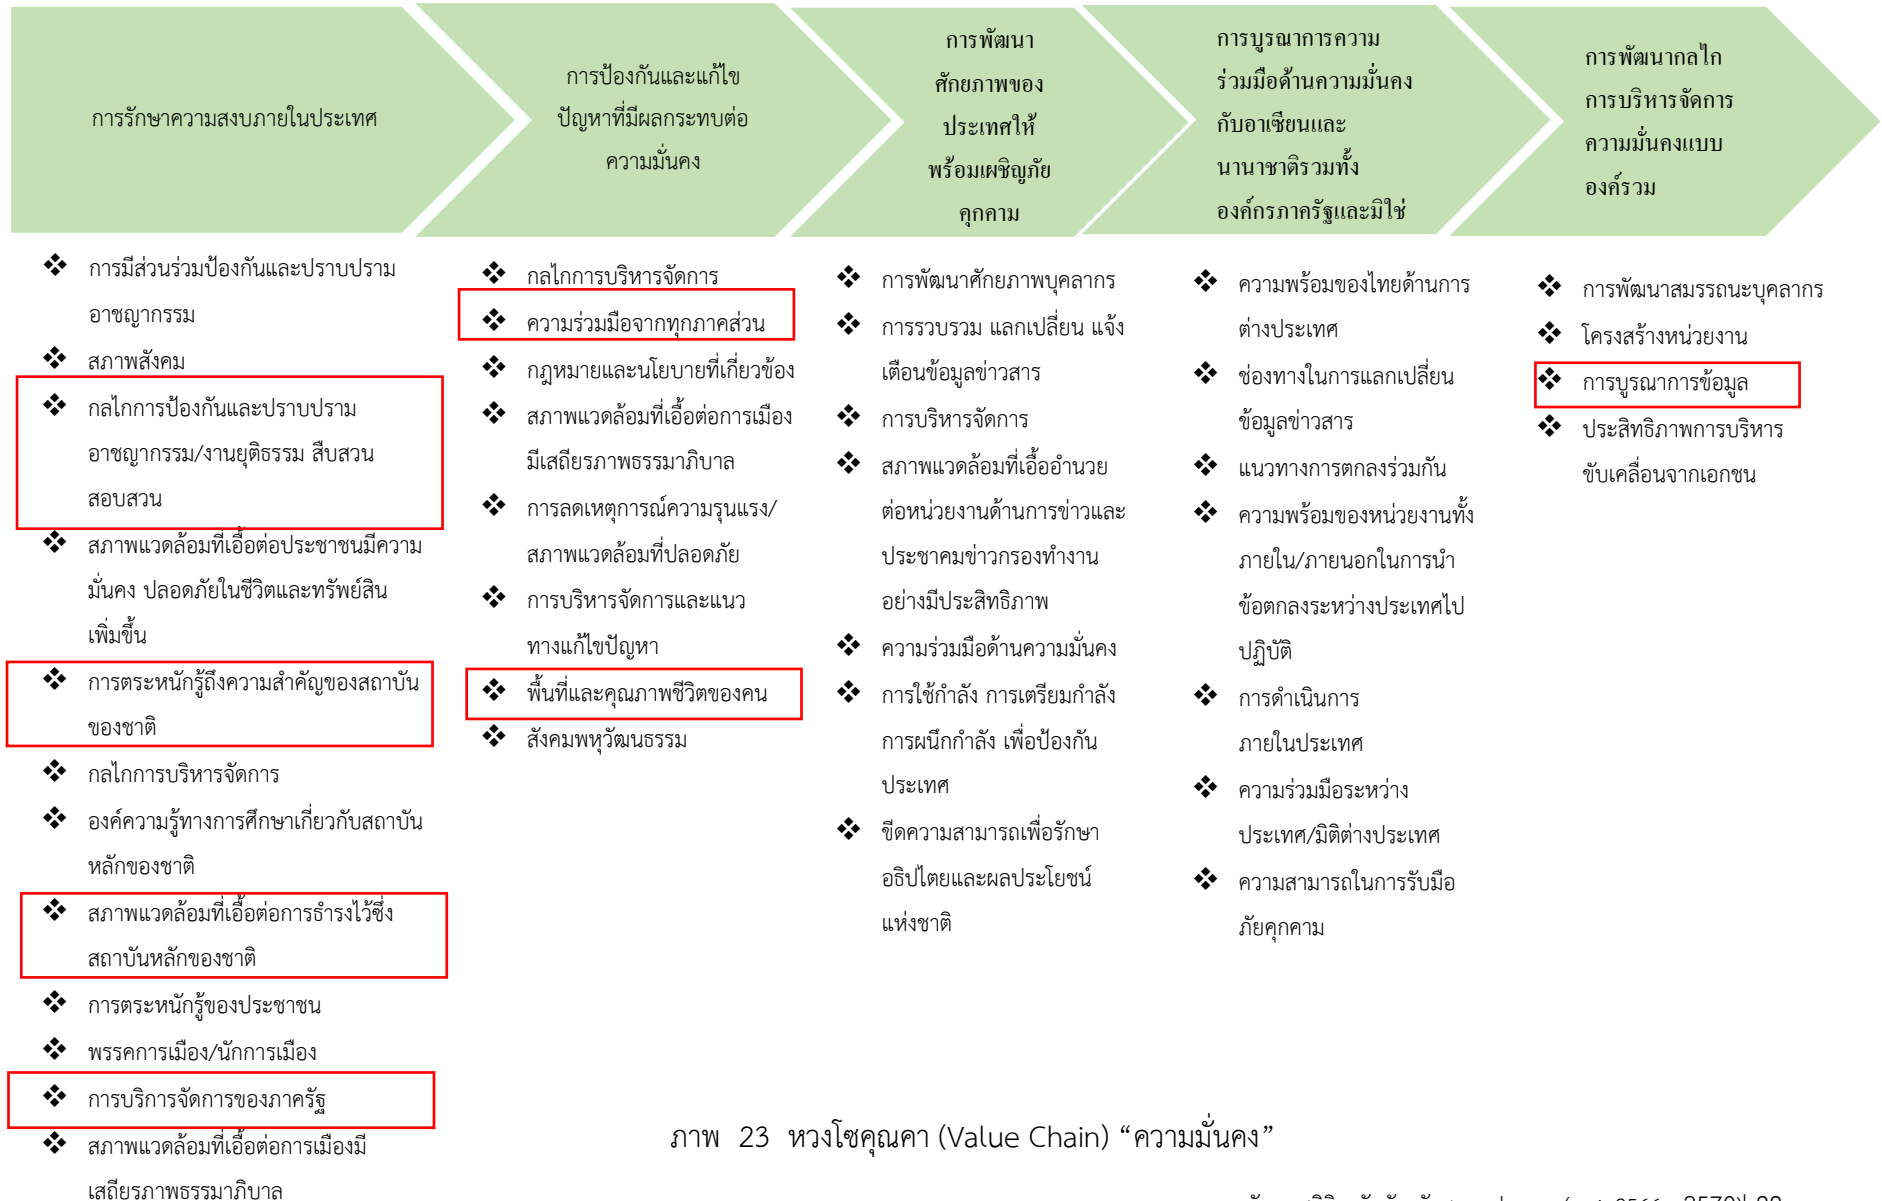 การรักษาความสงบภายในประเทศ
การป้องกันและแก้ไข
ปัญหาที่มีผลกระทบต่อ
ความมั่นคง
การพัฒนา
ศักยภาพของ
ประเทศให้
พร้อมเผชิญภัย
คุกคาม
การบูรณาการความ
ร่วมมือด้านความมั่นคง
กับอาเซียนและ
นานาชาติรวมทั้ง
องค์กรภาครัฐและมิใช่
การพัฒนากลไก
การบริหารจัดการ
ความมั่นคงแบบ
องค์รวม
❖ การมีส่วนร่วมป้องกันและปราบปราม
อาชญากรรม
❖ สภาพสังคม
❖ กลไกการป้องกันและปราบปราม
อาชญากรรม/งานยุติธรรม สืบสวน
สอบสวน
❖ สภาพแวดล้อมที่เอื้อต่อประชาชนมีความ
มั่นคง ปลอดภัยในชีวิตและทรัพย์สิน
เพิ่มขึ้น
❖ การตระหนักรู้ถึงความสำคัญของสถาบัน
ของชาติ
❖ กลไกการบริหารจัดการ
❖ องค์ความรู้ทางการศึกษาเกี่ยวกับสถาบัน
หลักของชาติ
❖ สภาพแวดล้อมที่เอื้อต่อการธำรงไว้ซึ่ง
สถาบันหลักของชาติ
❖ การตระหนักรู้ของประชาชน
❖ พรรคการเมือง/นักการเมือง
❖ การบริการจัดการของภาครัฐ
❖ สภาพแวดล้อมที่เอื้อต่อการเมืองมี
เสถียรภาพธรรมาภิบาล
❖ กลไกการบริหารจัดการ
❖ ความร่วมมือจากทุกภาคส่วน
❖ กฎหมายและนโยบายที่เกี่ยวข้อง
❖ สภาพแวดล้อมที่เอื้อต่อการเมือง
มีเสถียรภาพธรรมาภิบาล
❖ การลดเหตุการณ์ความรุนแรง/
สภาพแวดล้อมที่ปลอดภัย
❖ การบริหารจัดการและแนว
ทางแก้ไขปัญหา
❖ พื้นที่และคุณภาพชีวิตของคน
❖ สังคมพหุวัฒนธรรม
❖ การพัฒนาศักยภาพบุคลากร
❖ การรวบรวม แลกเปลี่ยน แจ้ง
เตือนข้อมูลข่าวสาร
❖ การบริหารจัดการ
❖ สภาพแวดล้อมที่เอื้ออำนวย
ต่อหน่วยงานด้านการข่าวและ
ประชาคมข่าวกรองทำงาน
อย่างมีประสิทธิภาพ
❖ ความร่วมมือด้านความมั่นคง
❖ การใช้กำลัง การเตรียมกำลัง
การผนึกกำลัง เพื่อป้องกัน
ประเทศ
❖ ขีดความสามารถเพื่อรักษา
อธิปไตยและผลประโยชน์
แห่งชาติ
❖ ความพร้อมของไทยด้านการ
ต่างประเทศ
❖ ช่องทางในการแลกเปลี่ยน
ข้อมูลข่าวสาร
❖ แนวทางการตกลงร่วมกัน
❖ ความพร้อมของหน่วยงานทั้ง
ภายใน/ภายนอกในการนำ
ข้อตกลงระหว่างประเทศไป
ปฏิบัติ
❖ การดำเนินการ
ภายในประเทศ
❖ ความร่วมมือระหว่าง
ประเทศ/มิติต่างประเทศ
❖ ความสามารถในการรับมือ
ภัยคุกคาม
❖ การพัฒนาสมรรถนะบุคลากร
❖ โครงสร้างหน่วยงาน
❖ การบูรณาการข้อมูล
❖ ประสิทธิภาพการบริหาร
ขับเคลื่อนจากเอกชน
ภาพ 23 หวงโซคุณคา (Value Chain) “ความมั่นคง”